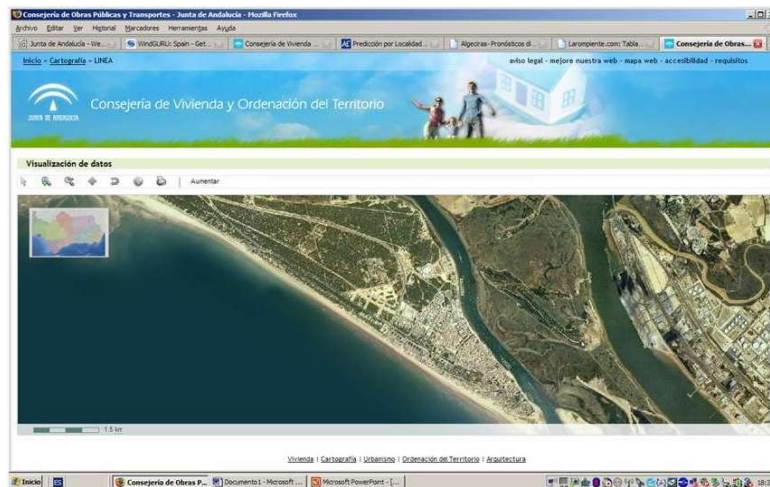 Consejería de Obras Públicas y Transportes - Junta de Andalucía - Mozilla Firefox
Archivo Editar Ver Historial Marcadores Herramientas Ayuda
Junta de Andalucía - We... WindGURU: Spain - Get... Consejería de Vivienda ... Predicción por Localidad... Algeciras - Pronósticos di... Larompiente.com: Tabla... Consejería de Obras...
Inicio - Cartografía - LINEA aviso legal - mejore nuestra web - mapa web - accesibilidad - requisitos
Consejería de Vivienda y Ordenación del Territorio
JUNTA DE ANDALUCIA
Visualización de datos
Aumentar
1.5 km
Vivienda | Cartografía | Urbanismo | Ordenación del Territorio | Arquitectura
Inicio ES Consejería de Obras P... Documento1 - Microsoft ... Microsoft PowerPoint - [... 18:3